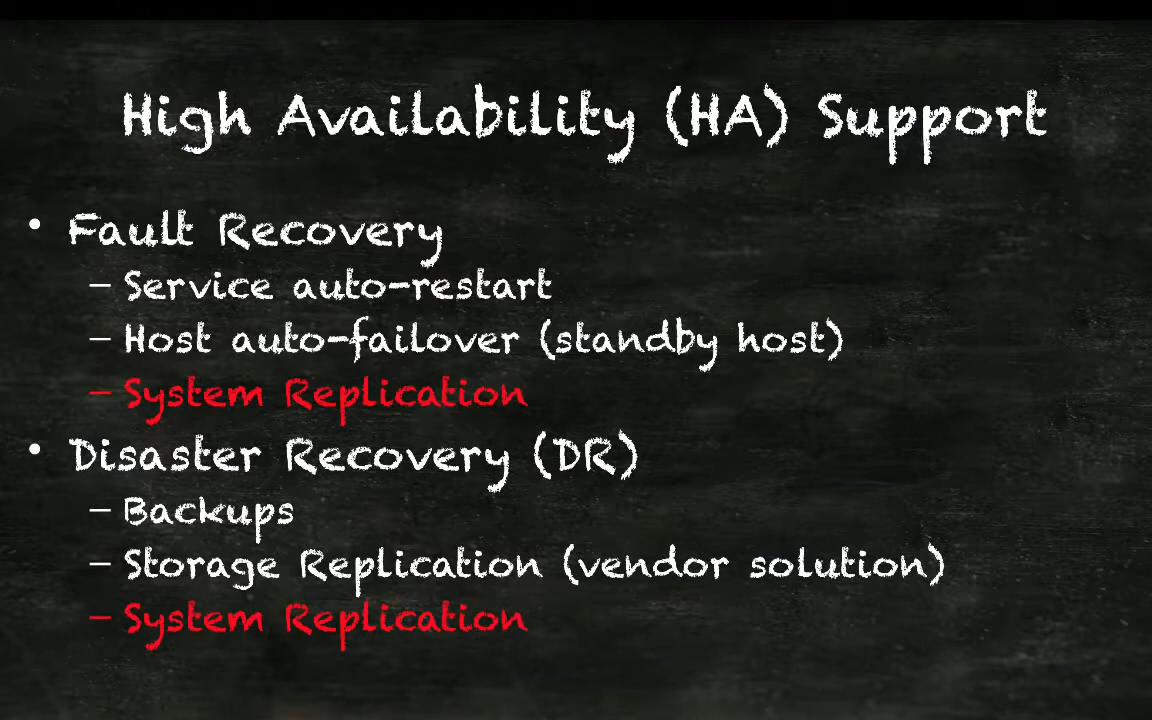 High Availability (HA) Support
• Fault Recovery
– Service auto-restart
– Host auto-failover (standby host)
– System Replication
• Disaster Recovery (DR)
– Backups
– Storage Replication (vendor solution)
– System Replication